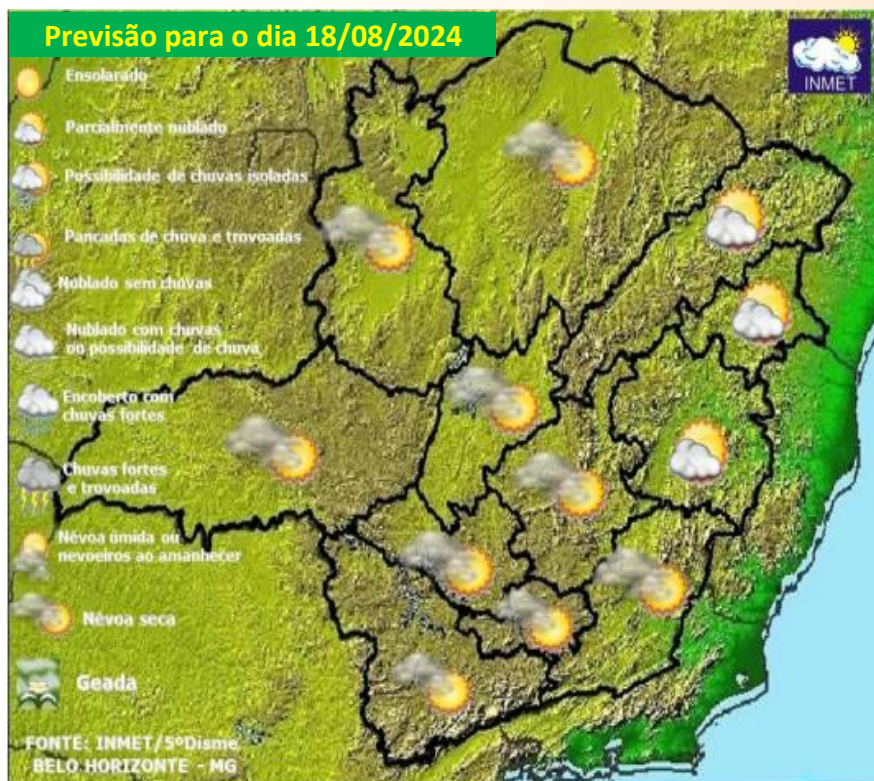 Previsão para o dia 18/08/2024
INMET
Ensolarado
Parcialmente nublado
Possibilidade de chuvas isoladas
Pancadas de chuva e trovoadas
Nublado sem chuvas
Nublado com chuvas
ou possibilidade de chuva
Encoberto com
chuvas fortes
Chuvas fortes
e trovoadas
Névoa úmida ou
nevoeiros ao amanhecer
Névoa seca
Geada
FONTE: INMET/5ºDisme
BELO HORIZONTE - MG